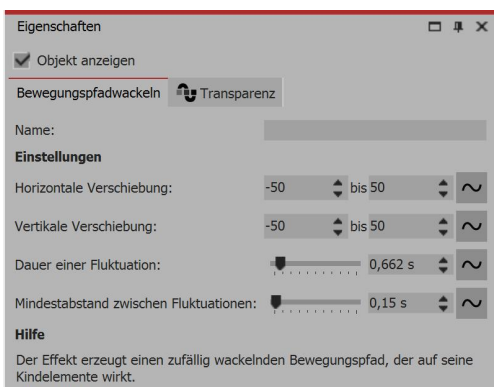 Eigenschaften
Objekt anzeigen
Bewegungspfadwackeln Transparenz
Name:
Einstellungen
Horizontale Verschiebung: -50 bis 50
Vertikale Verschiebung: -50 bis 50
Dauer einer Fluktuation: 0,662 s
Mindestabstand zwischen Fluktuationen: 0,15 s
Hilfe
Der Effekt erzeugt einen zufällig wackelnden Bewegungspfad, der auf seine
Kindelemente wirkt.